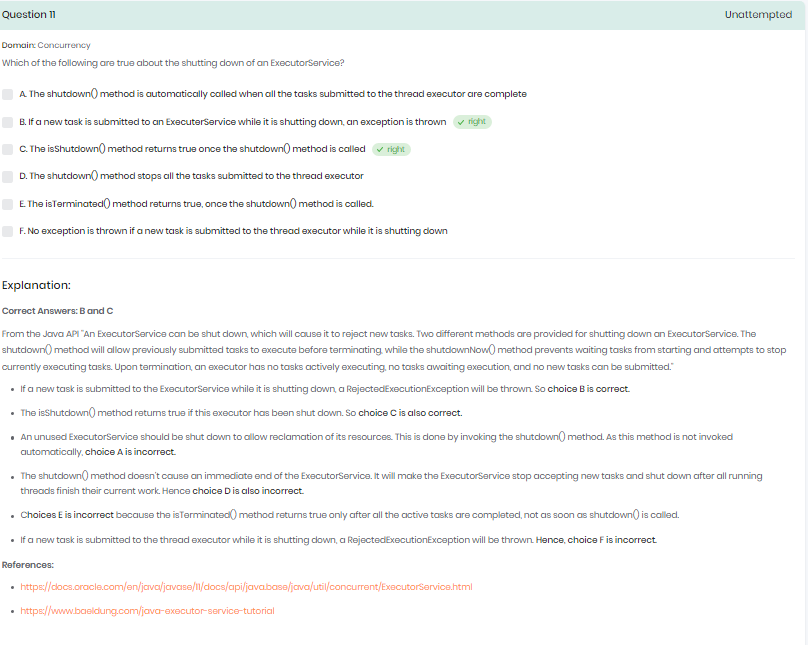 Question 11
Unattempted
Domain: Concurrency
Which of the following are true about the shutting down of an ExecutorService?
A. The shutdown() method is automatically called when all the tasks submitted to the thread executor are complete
B. If a new task is submitted to an ExecuterService while it is shutting down, an exception is thrown ✓ right
C. The isShutdown() method returns true once the shutdown() method is called ✓ right
D. The shutdown() method stops all the tasks submitted to the thread executor
E. The isTerminated() method returns true, once the shutdown() method is called.
F. No exception is thrown if a new task is submitted to the thread executor while it is shutting down
Explanation:
Correct Answers: B and C
From the Java API "An ExecutorService can be shut down, which will cause it to reject new tasks. Two different methods are provided for shutting down an ExecutorService. The
shutdown() method will allow previously submitted tasks to execute before terminating, while the shutdownNow() method prevents waiting tasks from starting and attempts to stop
currently executing tasks. Upon termination, an executor has no tasks actively executing, no tasks awaiting execution, and no new tasks can be submitted."
• If a new task is submitted to the ExecutorService while it is shutting down, a RejectedExecutionException will be thrown. So choice B is correct.
• The isShutdown() method returns true if this executor has been shut down. So choice C is also correct.
• An unused ExecutorService should be shut down to allow reclamation of its resources. This is done by invoking the shutdown() method. As this method is not invoked
automatically, choice A is incorrect.
• The shutdown() method doesn't cause an immediate end of the ExecutorService. It will make the ExecutorService stop accepting new tasks and shut down after all running
threads finish their current work. Hence choice D is also incorrect.
• Choices E is incorrect because the isTerminated() method returns true only after all the active tasks are completed, not as soon as shutdown() is called.
• If a new task is submitted to the thread executor while it is shutting down, a RejectedExecutionException will be thrown. Hence, choice F is incorrect.
References:
• https://docs.oracle.com/en/java/javase/11/docs/api/java.base/java/util/concurrent/ExecutorService.html
• https://www.baeldung.com/java-executor-service-tutorial